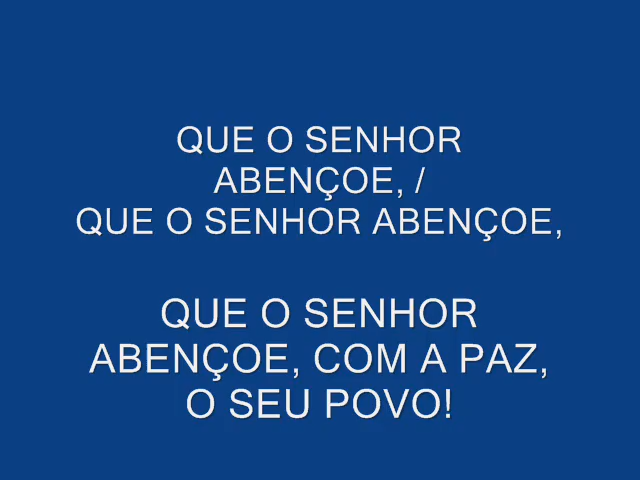 QUE O SENHOR
ABENÇOE, /
QUE O SENHOR ABENÇOE,
QUE O SENHOR
ABENÇOE, COM A PAZ,
O SEU POVO!